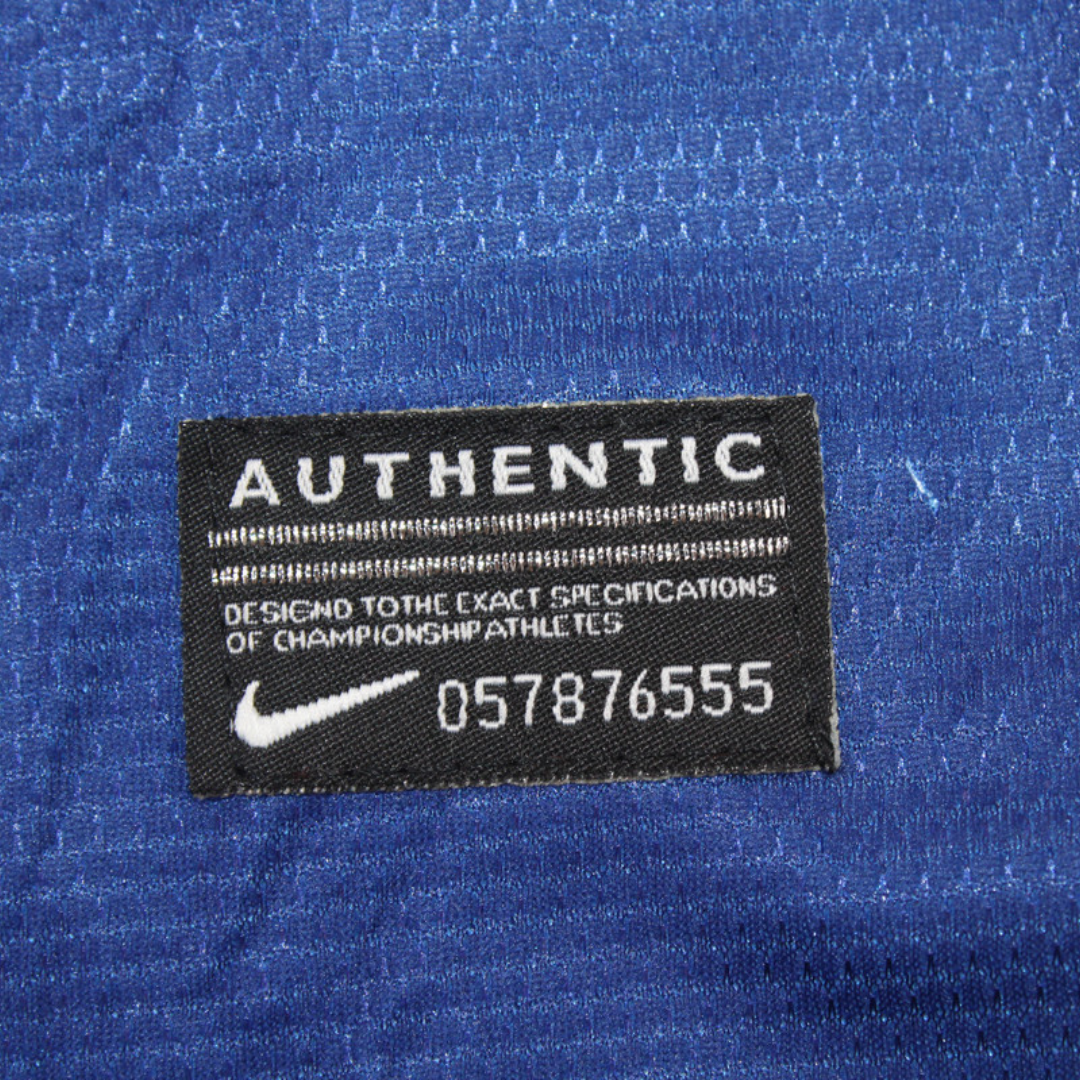 AUTHENTIC
DESIGND TOTHE EXACT SPECIFICATIONS
OF CHAMPIONSHIPATHLETES
057876555